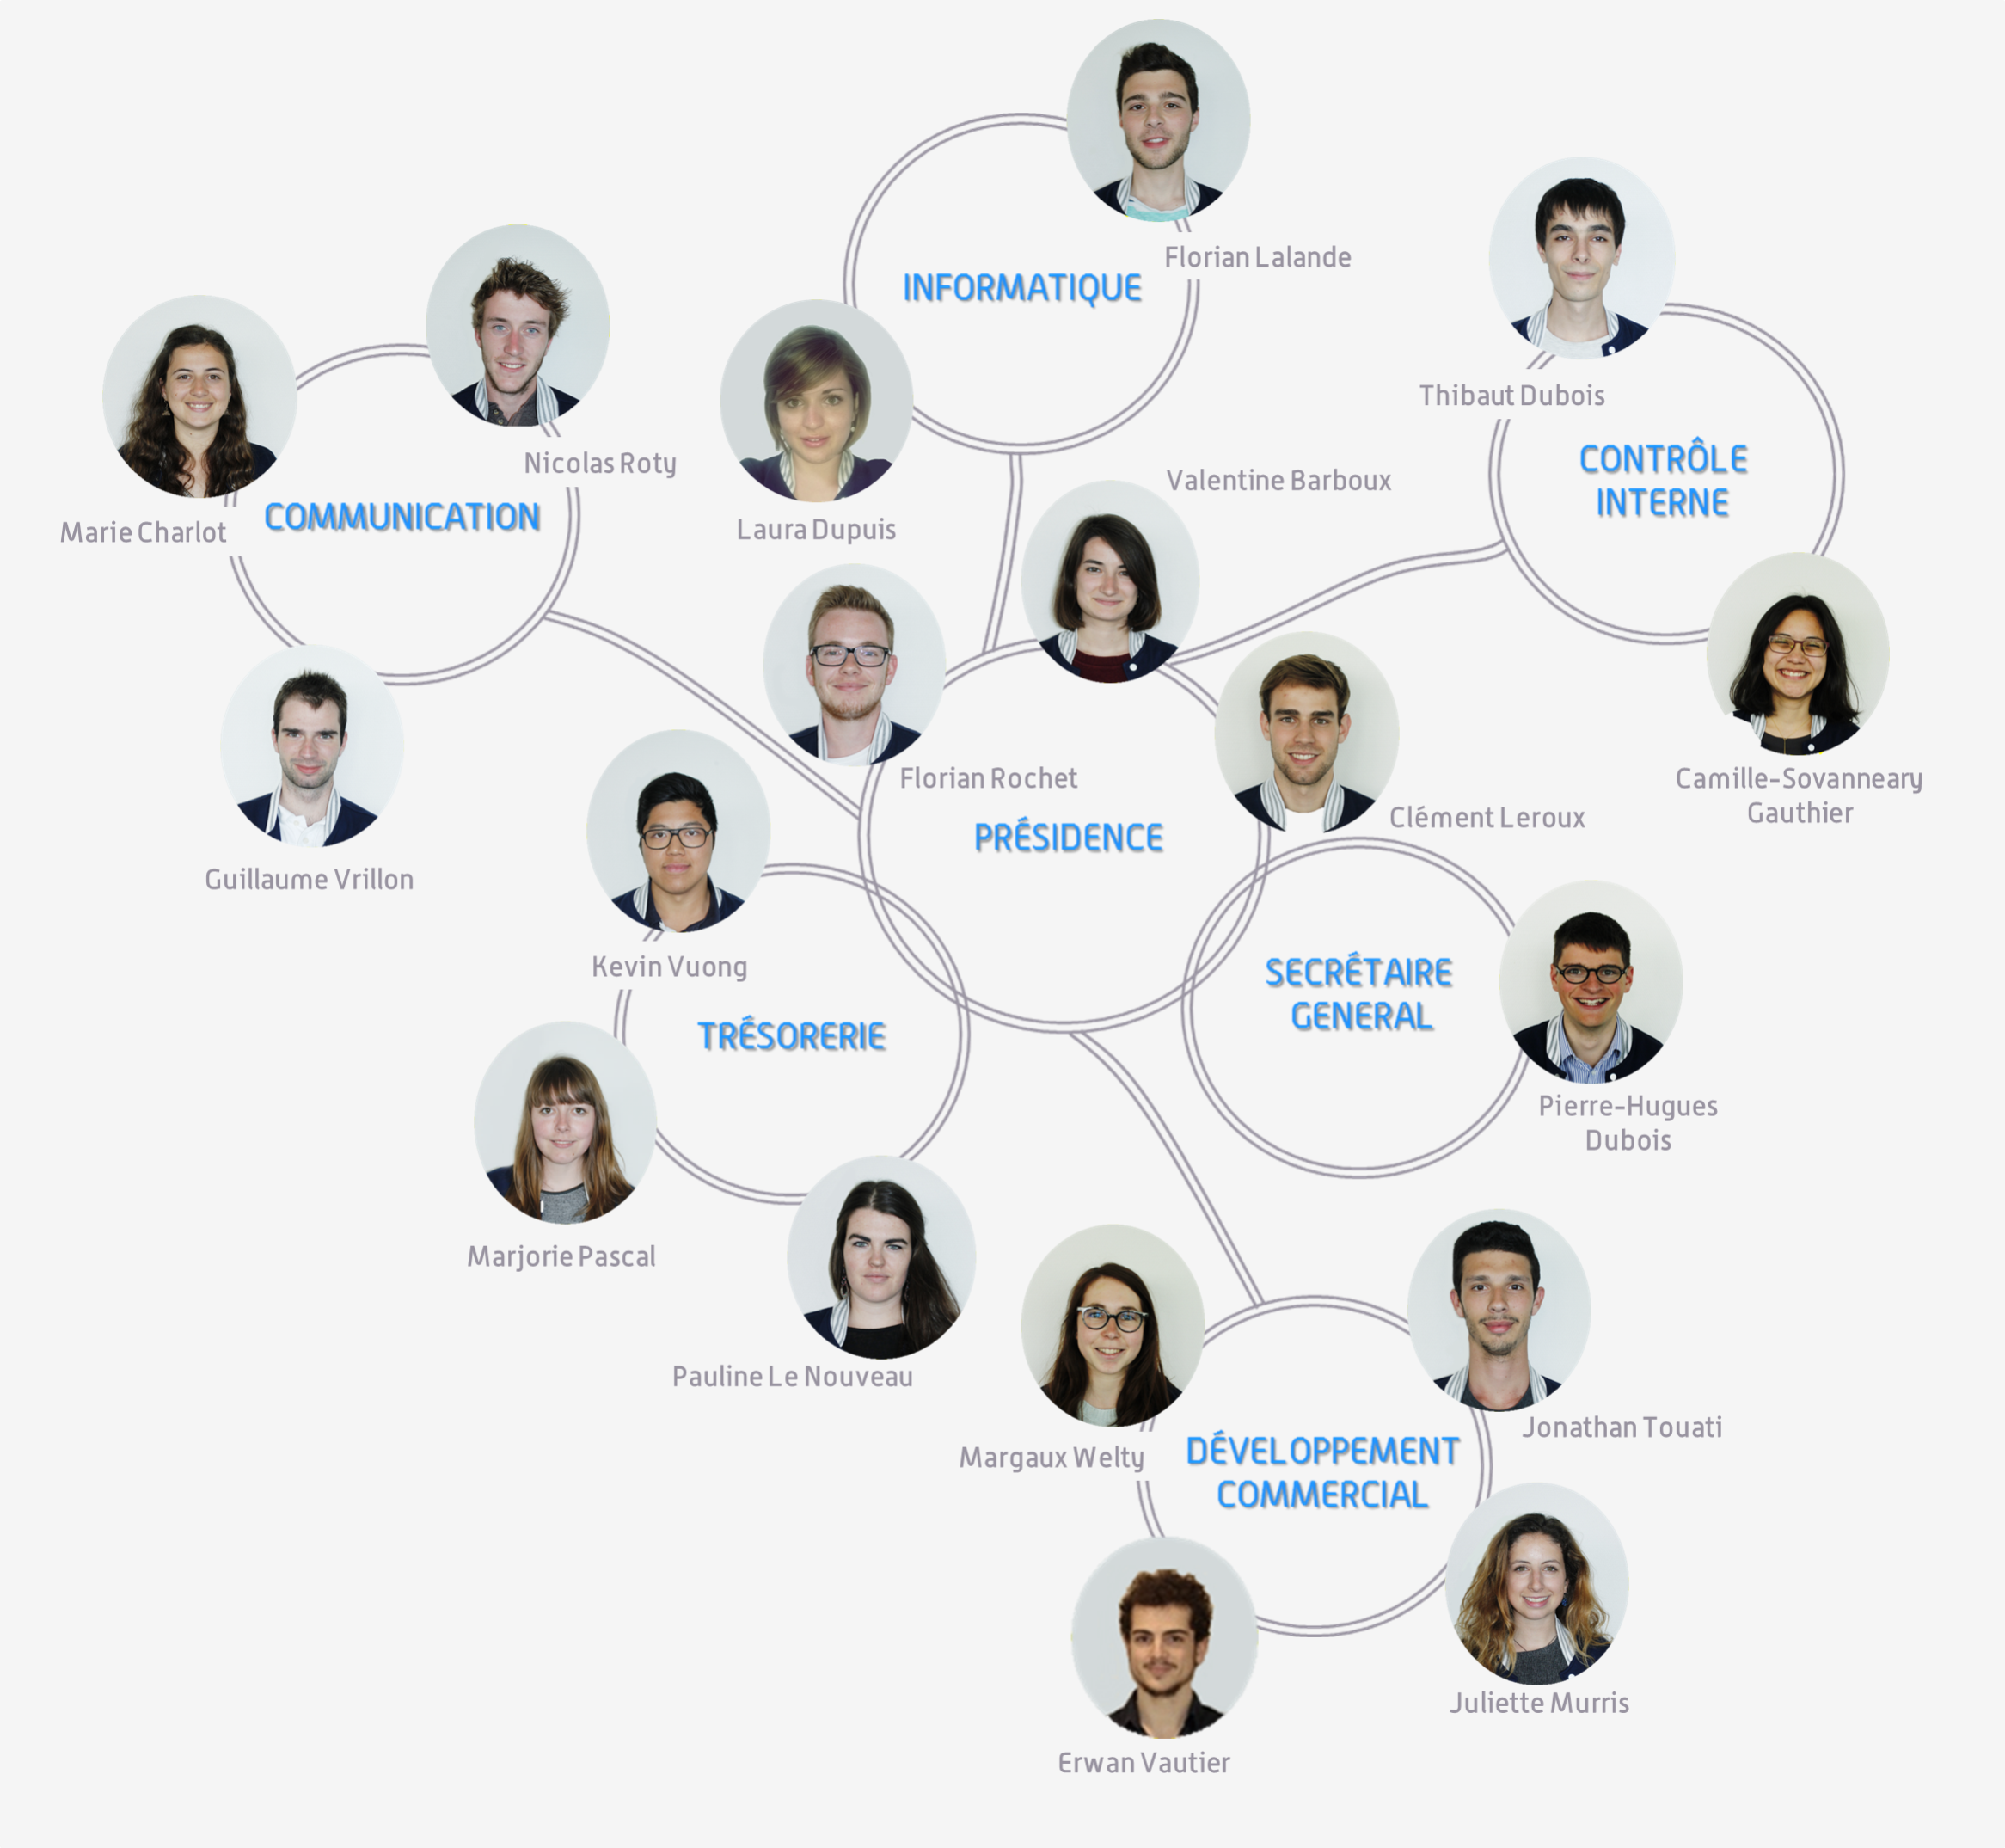 Florian Lalande
INFORMATIQUE
Thibaut Dubois
CONTRÔLE
INTERNE
Nicolas Roty
Marie Charlot
COMMUNICATION
Laura Dupuis
Valentine Barboux
Camille-Sovanneary
Gauthier
Guillaume Vrillon
Florian Rochet
PRÉSIDENCE
Clément Leroux
Kevin Vuong
TRÉSORERIE
SECRÉTAIRE
GENERAL
Pierre-Hugues
Dubois
Marjorie Pascal
Pauline Le Nouveau
Margaux Welty
DÉVELOPPEMENT
COMMERCIAL
Jonathan Touati
Juliette Murris
Erwan Vautier